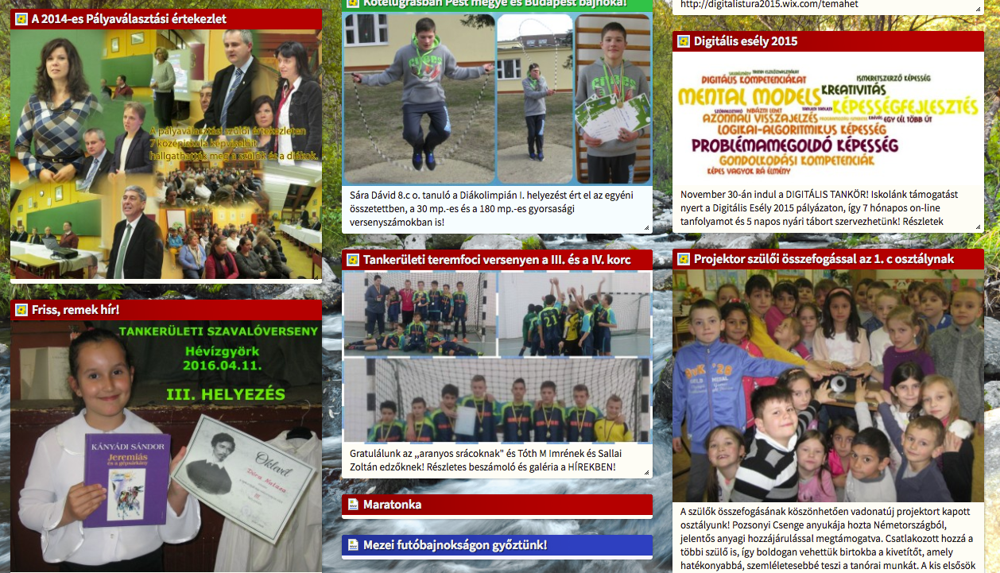 A 2014-es Pályaválasztási értekezlet
A pályaválasztási szülői értekezleten
7 középiskola képviselőit
hallgathatták meg a szülők és a diákok.
Friss, remek hír!
TANKERÜLETI SZAVALÓVERSENY
Hévízgyörk
2016.04.11.
III. HELYEZÉS
KÁNYÁDI SÁNDOR
Jeremiás
és a gépsárkány
Oklevél
Dóra Natasa
III
Kötélugrásban Pest megye és Budapest bajnoka!
Sára Dávid 8.c o. tanuló a Diákolimpián I. helyezést ért el az egyéni
összetettben, a 30 mp.-es és a 180 mp.-es gyorsasági
versenyszámokban is!
Tankerületi teremfoci versenyen a III. és a IV. korc
21
Gratulálunk az „aranyos srácoknak" és Tóth M Imrének és Sallai
Zoltán edzőknek! Részletes beszámoló és galéria a HÍREKBEN!
Maratonka
Mezei futóbajnokságon győztünk!
http://digitalistura2015.wix.com/temahet
Digitális esély 2015
DIGITÁLIS KOMPETENCIÁKAT
ISMERETSZERZŐ KÉPESSÉG
MENTAL MODELS
KREATIVITÁS
KÉPESSÉGFEJLESZTÉS
AZONNALI VISSZAJELZÉS
EGY CÉL TÖBB ÚT
LOGIKAI-ALGORITMIKUS KÉPESSÉG
PROBLÉMAMEGOLDÓ KÉPESSÉG
GONDOLKODÁSI KOMPETENCIÁK
KÉPES VAGYOK RÁ ÉLMÉNY
November 30-án indul a DIGITÁLIS TANKÖR! Iskolánk támogatást
nyert a Digitális Esély 2015 pályázaton, így 7 hónapos on-line
tanfolyamot és 5 napos nyári tábort szervezhetünk! Részletek
Projektor szülői összefogással az 1. c osztálynak
A szülők összefogásának köszönhetően vadonatúj projektort kapott
osztályunk! Pozsonyi Csenge anyukája hozta Németországból,
jelentős anyagi hozzájárulással megtámogatva. Csatlakozott hozzá a
többi szülő is, így boldogan vehettük birtokba a kivetítőt, amely
hatékonyabbá, szemléletesebbé teszi a tanórai munkát. A kis elsősök